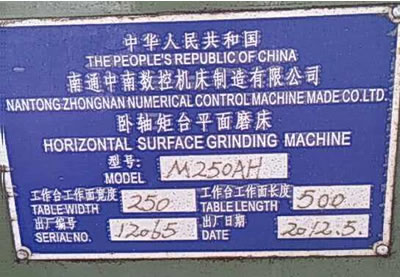 中华人民共和国
THE PEOPLE'S REPUBLIC OF CHINA
南通中南数控机床制造有限公司
NANTONG ZHONGNAN NUMERICAL CONTROL MACHINE MADE CO.LTD.
卧轴矩台平面磨床
HORIZONTAL SURFACE GRINDING MACHINE
型号:
MODEL M250AH
工作台工作面宽度 250 工作台工作面长度 500
TABLE WIDTH TABLE LENGTH
出厂编号 12065 出厂日期 2012.5.
SERIAL NO. DATE